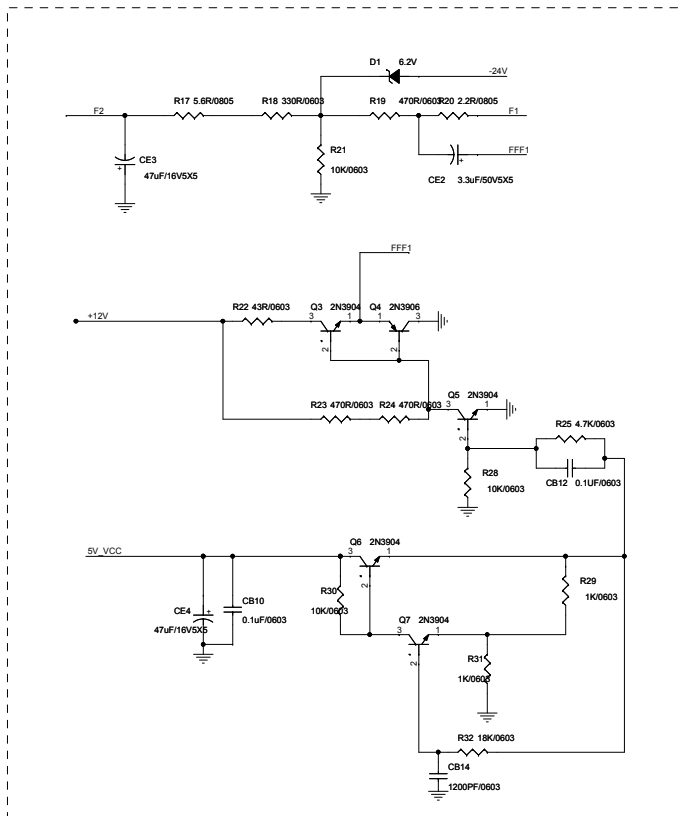 D1 6.2V
-24V
F2
R17 5.6R/0805
R18 330R/0603
R19 470R/0603
R20 2.2R/0805
F1
R21
10K/0603
FFF1
CE3
47uF/16V5X5
+
CE2 3.3uF/50V5X5
+
FFF1
+12V
R22 43R/0603
Q3 2N3904
Q4 2N3906
3 1 1 3
2 2
R23 470R/0603
R24 470R/0603
Q5 2N3904
3 1
2
R25 4.7K/0603
R28
10K/0603
CB12 0.1UF/0603
5V_VCC
Q6 2N3904
3 1
2
R29
1K/0603
R30
10K/0603
CE4
47uF/16V5X5
+
CB10
0.1uF/0603
Q7 2N3904
3 1
2
R31
1K/0603
R32 18K/0603
CB14
1200PF/0603